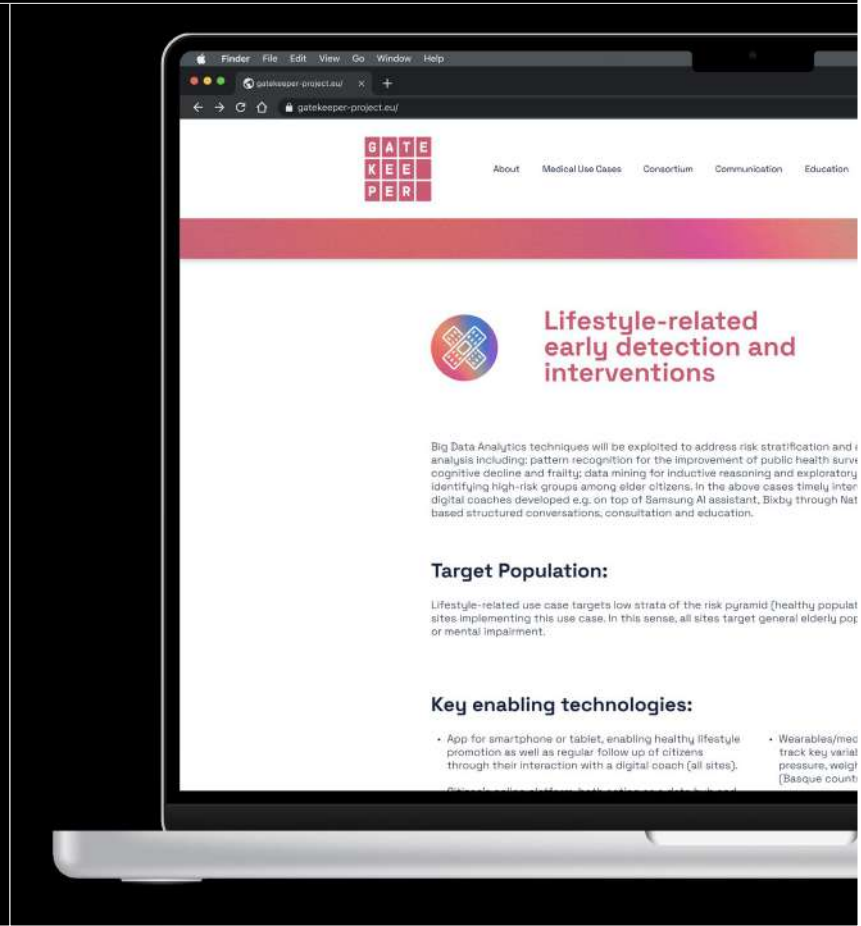 Finder File Edit View Go Window Help
gatekeeper-project.eu/ × +
gatekeeper-project.eu/
GATE
KEE
PER
About Medical Use Cases Consortium Communication Education
Lifestyle-related
early detection and
interventions
Big Data Analytics techniques will be exploited to address risk stratification and
analysis including: pattern recognition for the improvement of public health surve
cognitive decline and frailty; data mining for inductive reasoning and exploratory
identifying high-risk groups among elder citizens. In the above cases timely inter
digital coaches developed e.g. on top of Samsung AI assistant, Bixby through Nat
based structured conversations, consultation and education.
Target Population:
Lifestyle-related use case targets low strata of the risk pyramid (healthy populat
sites implementing this use case. In this sense, all sites target general elderly pop
or mental impairment.
Key enabling technologies:
• App for smartphone or tablet, enabling healthy lifestyle
promotion as well as regular follow up of citizens
through their interaction with a digital coach (all sites).
• Wearables/med
track key variab
pressure, weigh
(Basque countr